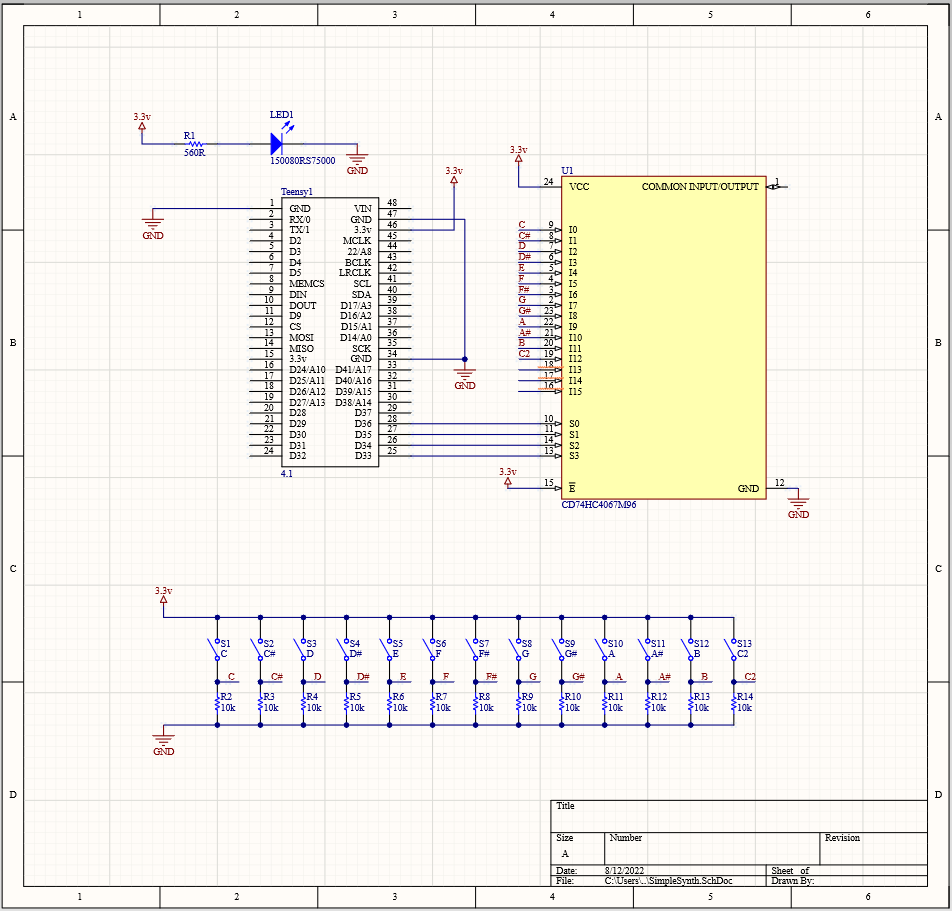 1 2 3 4 5 6
A A
LED1
3.3v
R1
560R
150080RS75000
GND
3.3v
3.3v
U1
24 VCC COMMON INPUT/OUTPUT 1
Teensy1
1 GND VIN 48
2 RX/0 GND 47
3 TX/1 3.3v 46
4 D2 MCLK 45
5 D3 22/A8 44
6 D4 BCLK 43
7 D5 LRCLK 42
8 MEMCS SCL 41
9 DIN SDA 40
10 DOUT D17/A3 39
11 D9 D16/A2 38
12 CS D15/A1 37
13 MOSI D14/A0 36
14 MISO SCK 35
15 3.3v GND 34
16 D24/A10 D41/A17 33
17 D25/A11 D40/A16 32
18 D26/A12 D39/A15 31
19 D27/A13 D38/A14 30
20 D28 D37 29
21 D29 D36 28
22 D30 D35 27
23 D31 D34 26
24 D32 D33 25
4.1
GND
GND
C 9 I0
C# 8 I1
D 7 I2
D# 6 I3
E 5 I4
F 4 I5
F# 3 I6
G 2 I7
G# 23 I8
A 22 I9
A# 21 I10
B 20 I11
C2 19 I12
18 I13
17 I14
16 I15
10 S0
11 S1
14 S2
13 S3
3.3v
15 E GND 12
CD74HC4067M96
GND
B B
C C
3.3v
S1 S2 S3 S4 S5 S6 S7 S8 S9 S10 S11 S12 S13
C C# D D# E F F# G G# A A# B C2
C C# D D# E F F# G G# A A# B C2
R2 R3 R4 R5 R6 R7 R8 R9 R10 R11 R12 R13 R14
10k 10k 10k 10k 10k 10k 10k 10k 10k 10k 10k 10k 10k
GND
D D
Title
Size Number Revision
A
Date: 8/12/2022 Sheet of
File: C:\Users\..\SimpleSynth.SchDoc Drawn By:
1 2 3 4 5 6